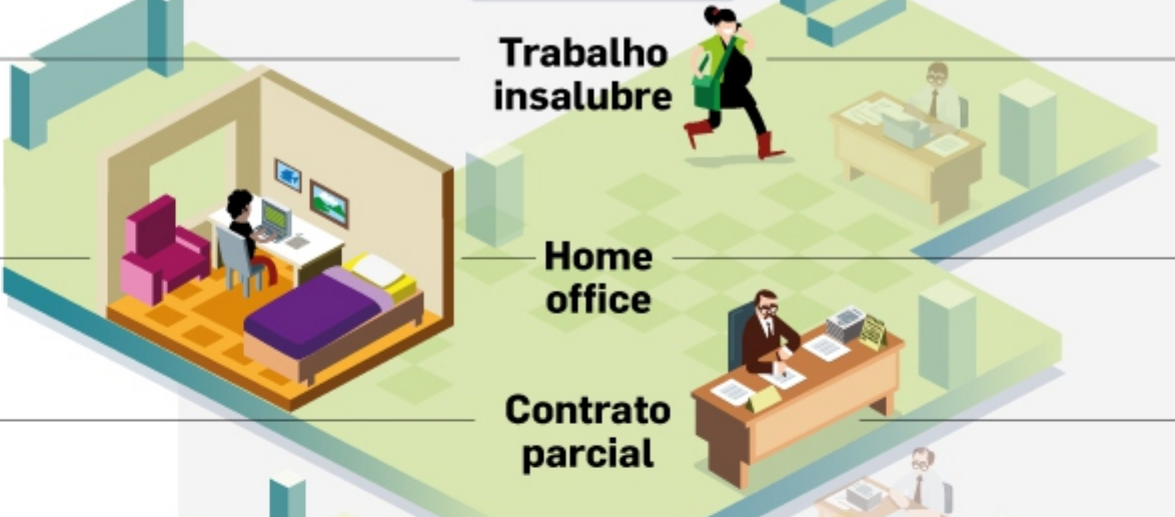 Trabalho
insalubre
Home
office
Contrato
parcial